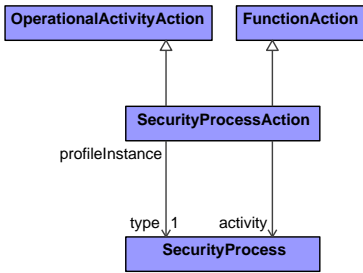 OperationalActivityAction
FunctionAction
SecurityProcessAction
profileInstance
type 1
activity
SecurityProcess